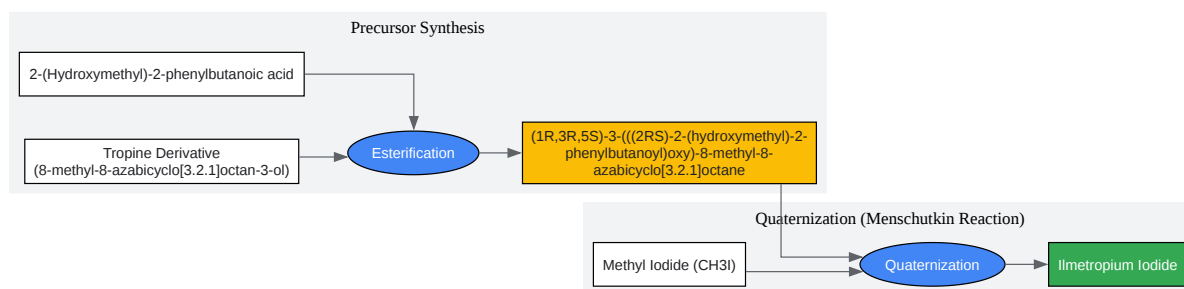 Precursor Synthesis
2-(Hydroxymethyl)-2-phenylbutanoic acid
Tropine Derivative
(8-methyl-8-azabicyclo[3.2.1]octan-3-ol)
Esterification
(1R,3R,5S)-3-(((2RS)-2-(hydroxymethyl)-2-
phenylbutanoyl)oxy)-8-methyl-8-
azabicyclo[3.2.1]octane
Quaternization (Menschutkin Reaction)
Methyl Iodide (CH3I)
Quaternization
Ilmetropium Iodide